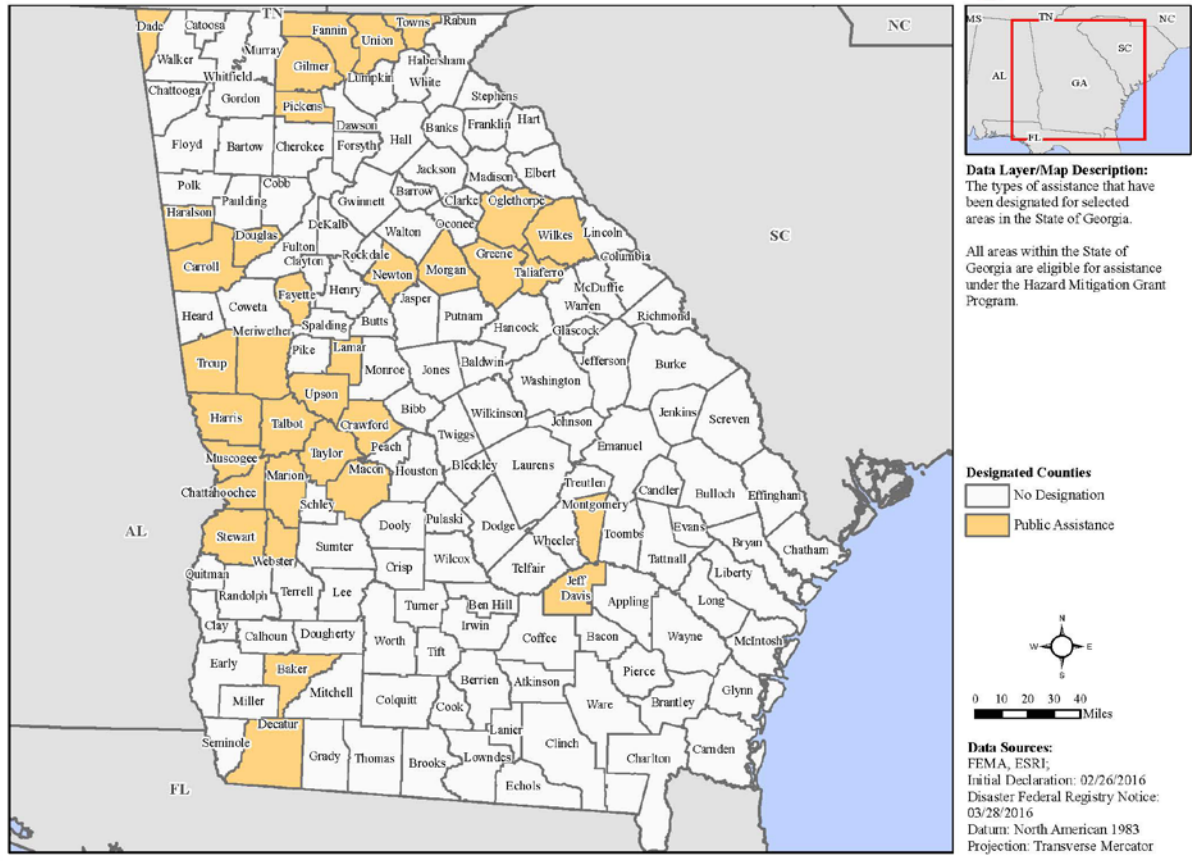 TN
NC
Dade
Catoosa
Fannin
Towns
Rabun
Union
Murray
Walker
Gilmer
Habersham
Whitfield
Lumpkin
White
Chattooga
Gordon
Pickens
Stephens
Dawson
Banks
Franklin
Hart
Floyd
Bartow
Cherokee
Forsyth
Hall
Jackson
Madison
Elbert
Polk
Cobb
Paulding
Gwinnett
Barrow
Clarke
Oglethorpe
Haralson
Douglas
DeKalb
Walton
Oconee
Wilkes
Lincoln
SC
Fulton
Rockdale
Greene
Columbia
Carroll
Clayton
Newton
Morgan
Taliaferro
Fayette
Henry
McDuffie
Heard
Coweta
Jasper
Putnam
Warren
Spalding
Butts
Hancock
Glascock
Richmond
Meriwether
Pike
Lamar
Troup
Monroe
Jones
Baldwin
Jefferson
Burke
Upson
Washington
Harris
Talbot
Crawford
Bibb
Wilkinson
Jenkins
Screven
Johnson
Twiggs
Emanuel
Muscogee
Taylor
Peach
Marion
Macon
Houston
Bleckley
Laurens
Chattahoochee
Treutlen
Candler
Bulloch
Effingham
Schley
Montgomery
AL
Stewart
Dooly
Pulaski
Dodge
Evans
Webster
Sumter
Wheeler
Toombs
Bryan
Chatham
Quitman
Crisp
Wilcox
Telfair
Tattnall
Liberty
Randolph
Terrell
Lee
Jeff
Davis
Turner
Ben Hill
Appling
Long
Clay
Calhoun
Dougherty
Worth
Irwin
Coffee
Bacon
Wayne
McIntosh
Tift
Early
Baker
Pierce
Berrien
Atkinson
Miller
Mitchell
Colquitt
Cook
Ware
Brantley
Glynn
Decatur
Lanier
Seminole
Grady
Thomas
Brooks
Lowndes
Clinch
Charlton
Camden
Echols
FL
MS
TN
NC
SC
AL
GA
FL
Data Layer/Map Description:
The types of assistance that have
been designated for selected
areas in the State of Georgia.
All areas within the State of
Georgia are eligible for assistance
under the Hazard Mitigation Grant
Program.
Designated Counties
No Designation
Public Assistance
N
W
E
S
0 10 20 30 40
Miles
Data Sources:
FEMA, ESRI;
Initial Declaration: 02/26/2016
Disaster Federal Registry Notice:
03/28/2016
Datum: North American 1983
Projection: Transverse Mercator